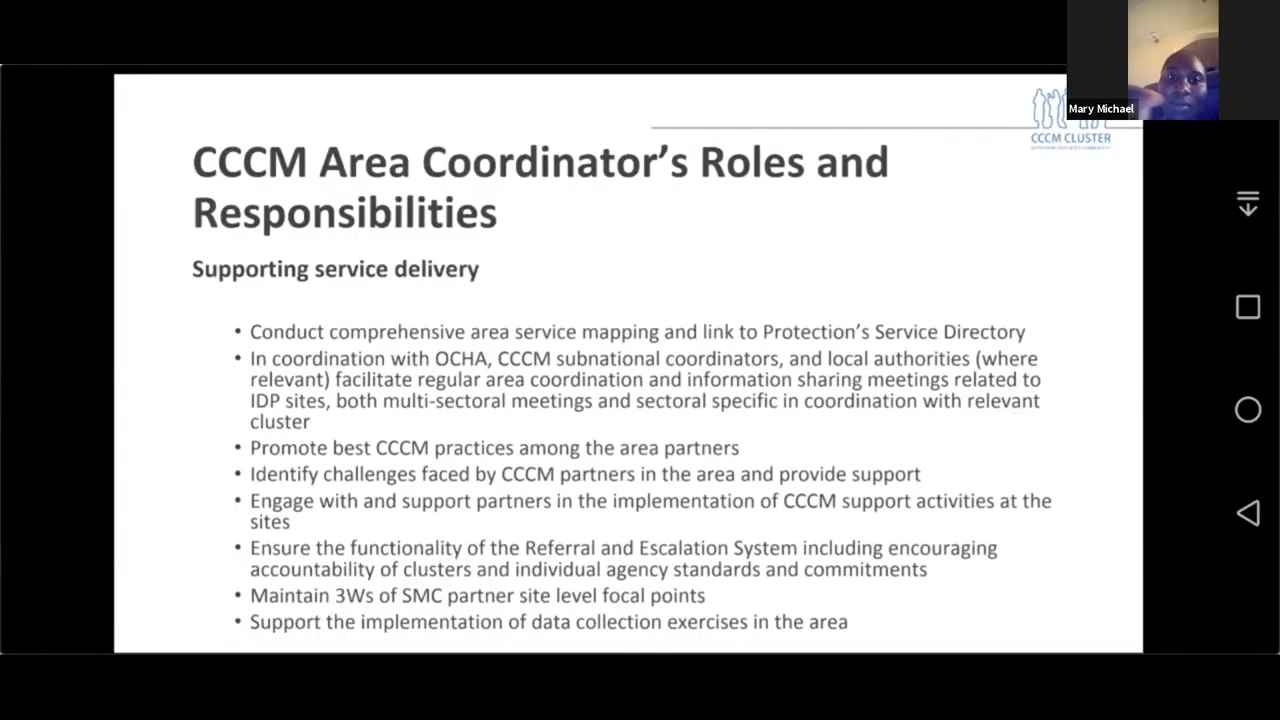 Mary Michael
CCCM CLUSTER
CCCM Area Coordinator's Roles and
Responsibilities
Supporting service delivery
• Conduct comprehensive area service mapping and link to Protection's Service Directory
• In coordination with OCHA, CCCM subnational coordinators, and local authorities (where
relevant) facilitate regular area coordination and information sharing meetings related to
IDP sites, both multi-sectoral meetings and sectoral specific in coordination with relevant
cluster
• Promote best CCCM practices among the area partners
• Identify challenges faced by CCCM partners in the area and provide support
• Engage with and support partners in the implementation of CCCM support activities at the
sites
• Ensure the functionality of the Referral and Escalation System including encouraging
accountability of clusters and individual agency standards and commitments
• Maintain 3Ws of SMC partner site level focal points
• Support the implementation of data collection exercises in the area